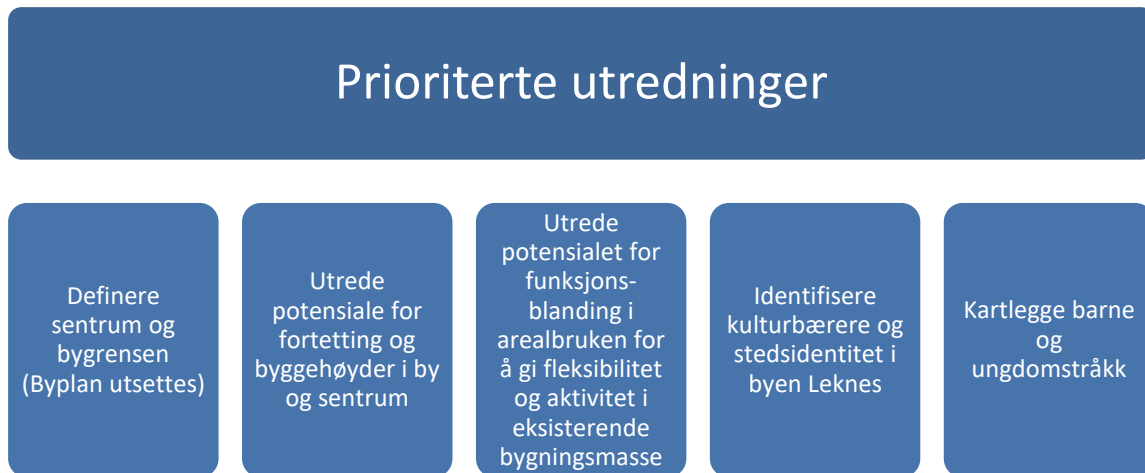 Prioriterte utredninger
Definere
sentrum og
bygrensen
(Byplan utsettes)
Utrede
potensiale for
fortetting og
byggehøyder i by
og sentrum
Utrede
potensialet for
funksjons-
blanding i
arealbruken for
å gi fleksibilitet
og aktivitet i
eksisterende
bygningsmasse
Identifisere
kulturbærere og
stedsidentitet i
byen Leknes
Kartlegge barne
og
ungdomstråkk